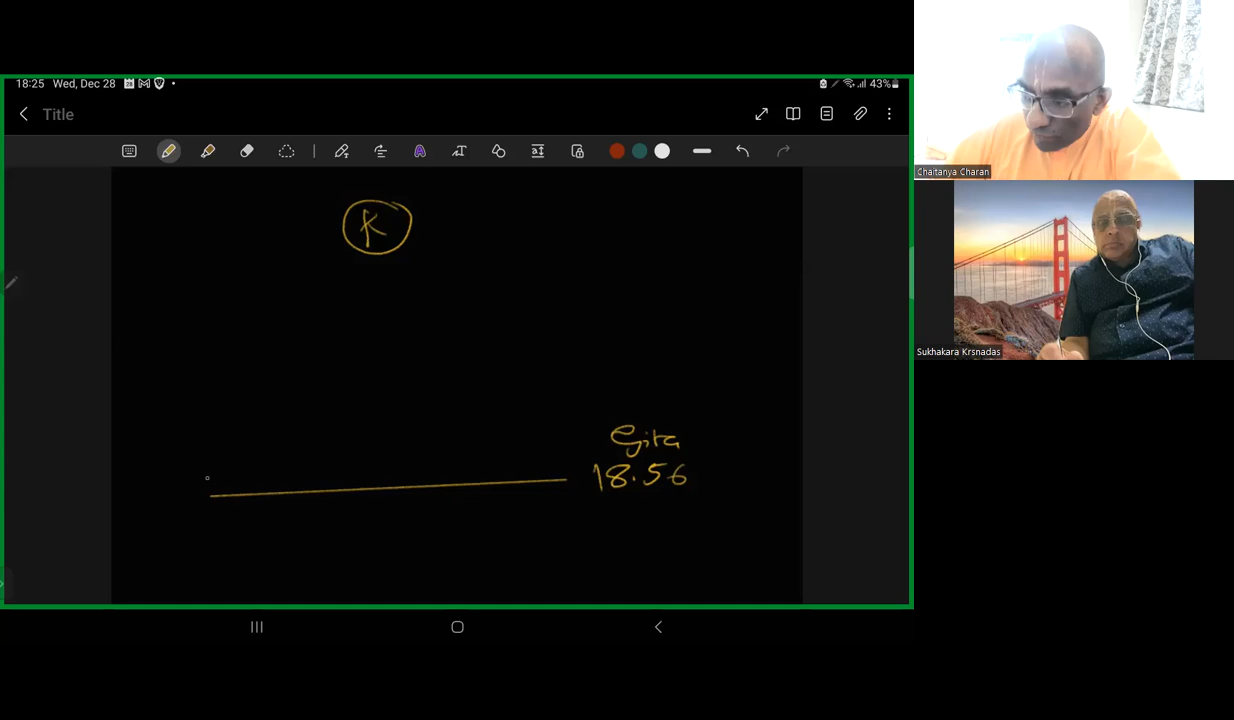 18:25 Wed, Dec 28
43%
Title
K
Gita
18.56
Chaitanya Charan
Sukhakara Krsnadas